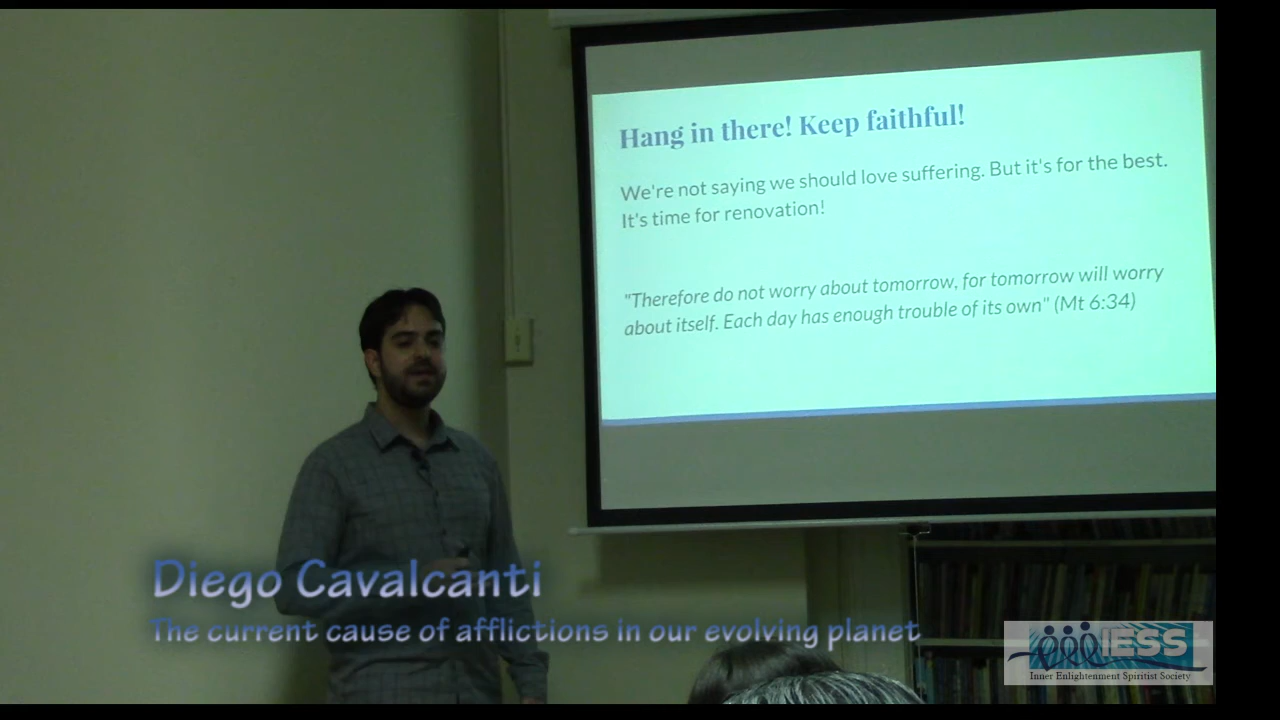 Hang in there! Keep faithful!
We're not saying we should love suffering. But it's for the best.
It's time for renovation!
"Therefore do not worry about tomorrow, for tomorrow will worry
about itself. Each day has enough trouble of its own" (Mt 6:34)
Diego Cavalcanti
The current cause of afflictions in our evolving planet
IESS
Inner Enlightenment Spiritist Society